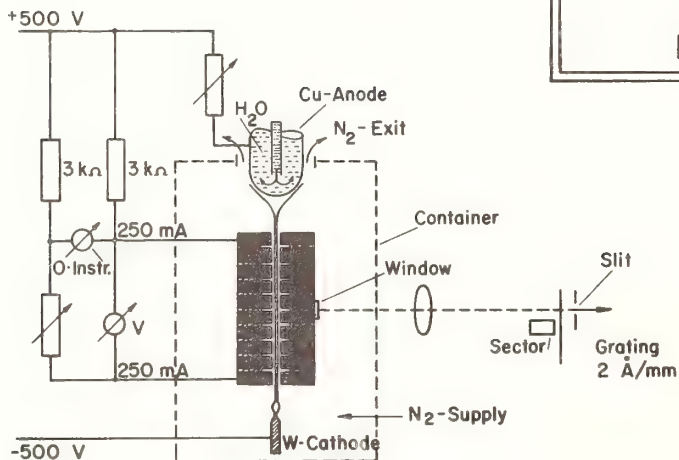 +500 V
Cu-Anode
H2O
N2-Exit
3 kΩ
3 kΩ
Container
250 mA
O-Instr.
Window
Slit
V
Sector
Grating
2 Å/mm
250 mA
N2-Supply
-500 V
W-Cathode